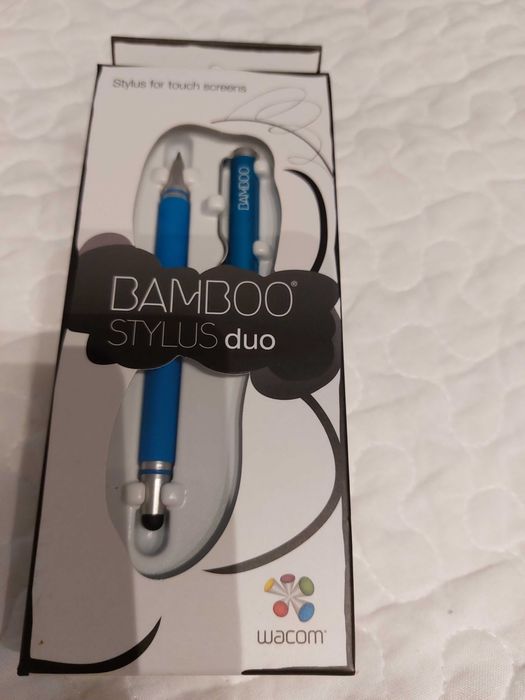 Stylus for touch screens
BAMBOO
BAMBOO®
STYLUS duo
wacom®